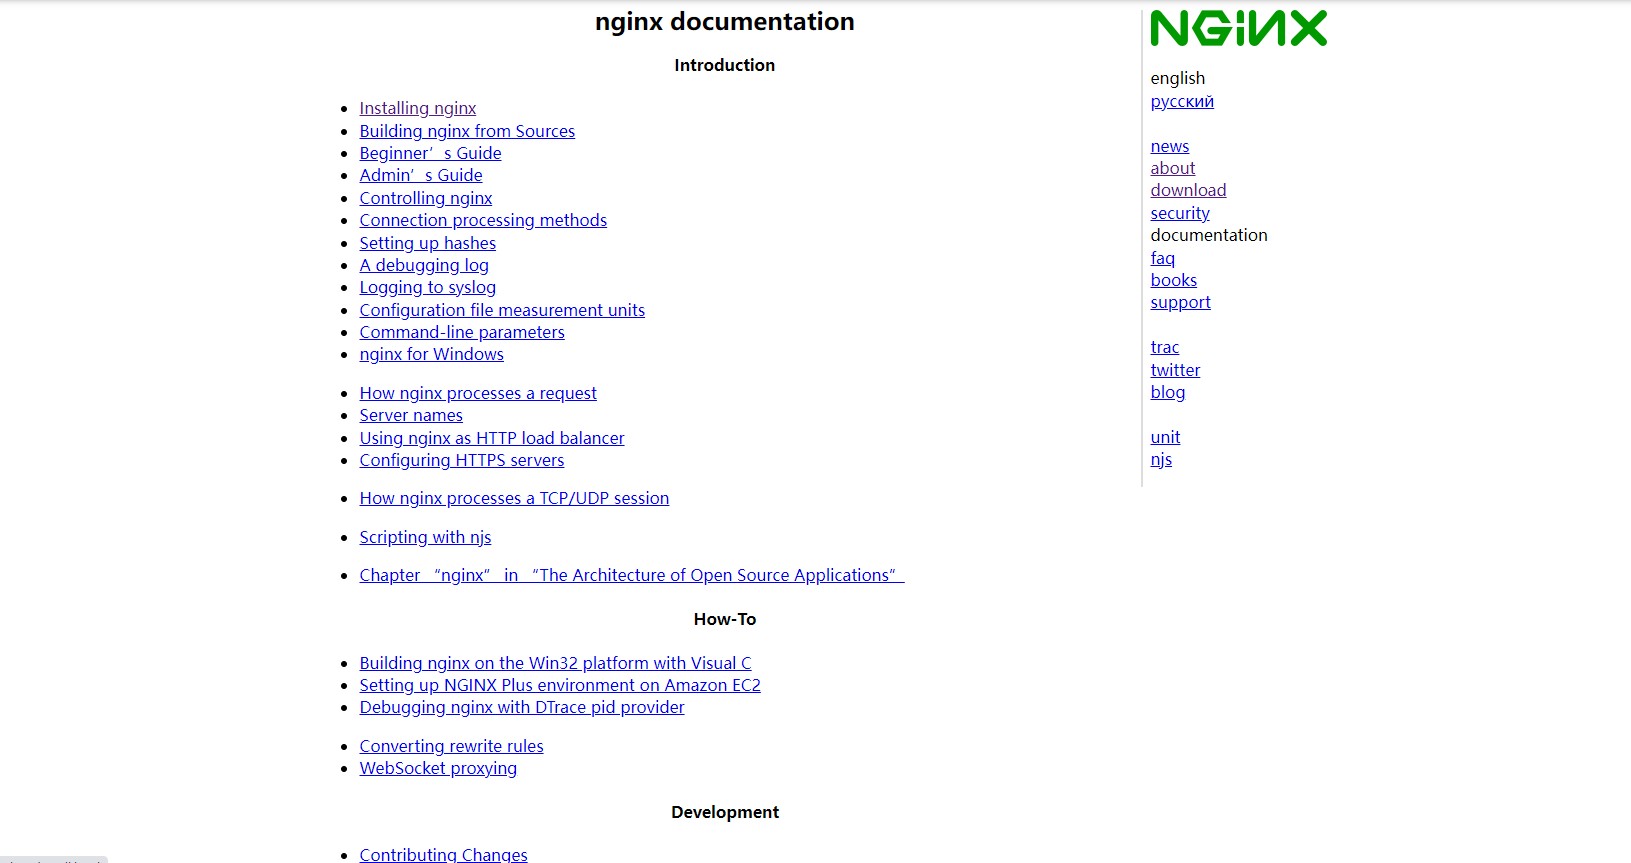 nginx documentation
Introduction
Installing nginx
Building nginx from Sources
Beginner’s Guide
Admin’s Guide
Controlling nginx
Connection processing methods
Setting up hashes
A debugging log
Logging to syslog
Configuration file measurement units
Command-line parameters
nginx for Windows
How nginx processes a request
Server names
Using nginx as HTTP load balancer
Configuring HTTPS servers
How nginx processes a TCP/UDP session
Scripting with njs
Chapter “nginx” in “The Architecture of Open Source Applications”
How-To
Building nginx on the Win32 platform with Visual C
Setting up NGINX Plus environment on Amazon EC2
Debugging nginx with DTrace pid provider
Converting rewrite rules
WebSocket proxying
Development
Contributing Changes
NGINX
english
русский
news
about
download
security
documentation
faq
books
support
trac
twitter
blog
unit
njs